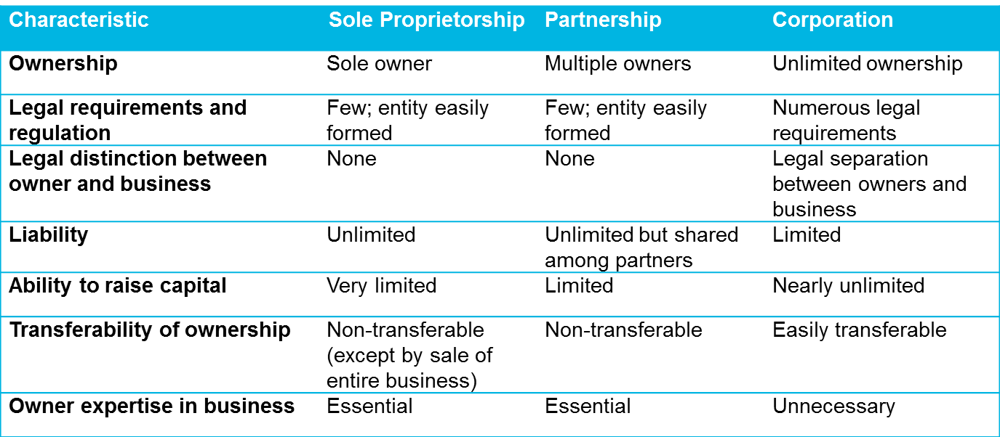 Characteristic Sole Proprietorship Partnership Corporation
Ownership Sole owner Multiple owners Unlimited ownership
Legal requirements and Few; entity easily Few; entity easily Numerous legal
regulation formed formed requirements
Legal distinction between None None Legal separation
owner and business between owners and
business
Liability Unlimited Unlimited but shared Limited
among partners
Ability to raise capital Very limited Limited Nearly unlimited
Transferability of ownership Non-transferable Non-transferable Easily transferable
(except by sale of
entire business)
Owner expertise in business Essential Essential Unnecessary